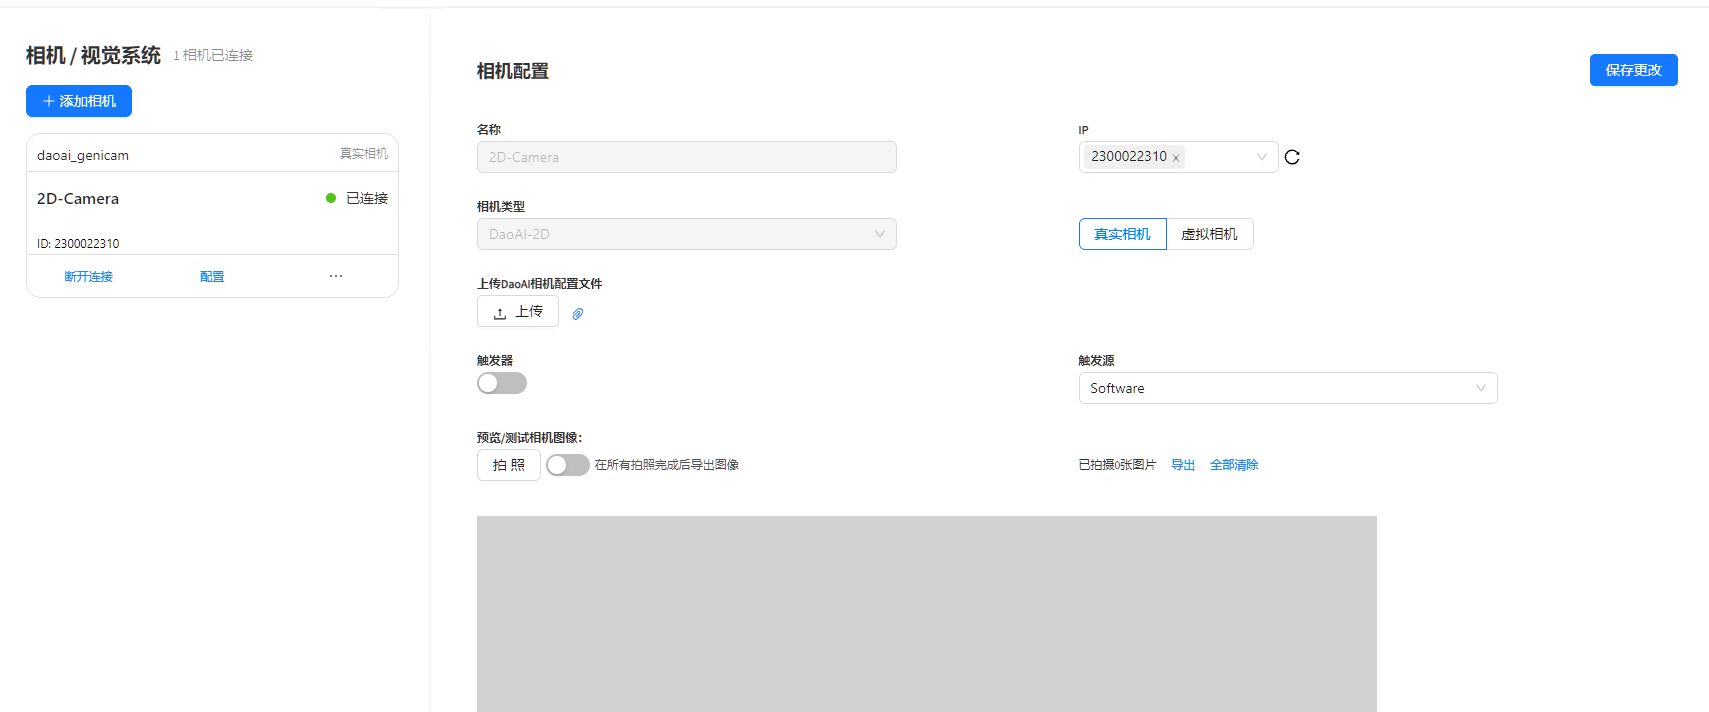 相机 / 视觉系统 1 相机已连接
+ 添加相机
daoai_genicam 真实相机
2D-Camera 已连接
ID: 2300022310
断开连接 配置 ...
相机配置 保存更改
名称 IP
2D-Camera 2300022310 x
相机类型
DaoAI-2D 真实相机 虚拟相机
上传DaoAI相机配置文件
上传
触发器 触发源
Software
预览/测试相机图像:
拍 照 在所有拍照完成后导出图像 已拍摄0张图片 导出 全部清除